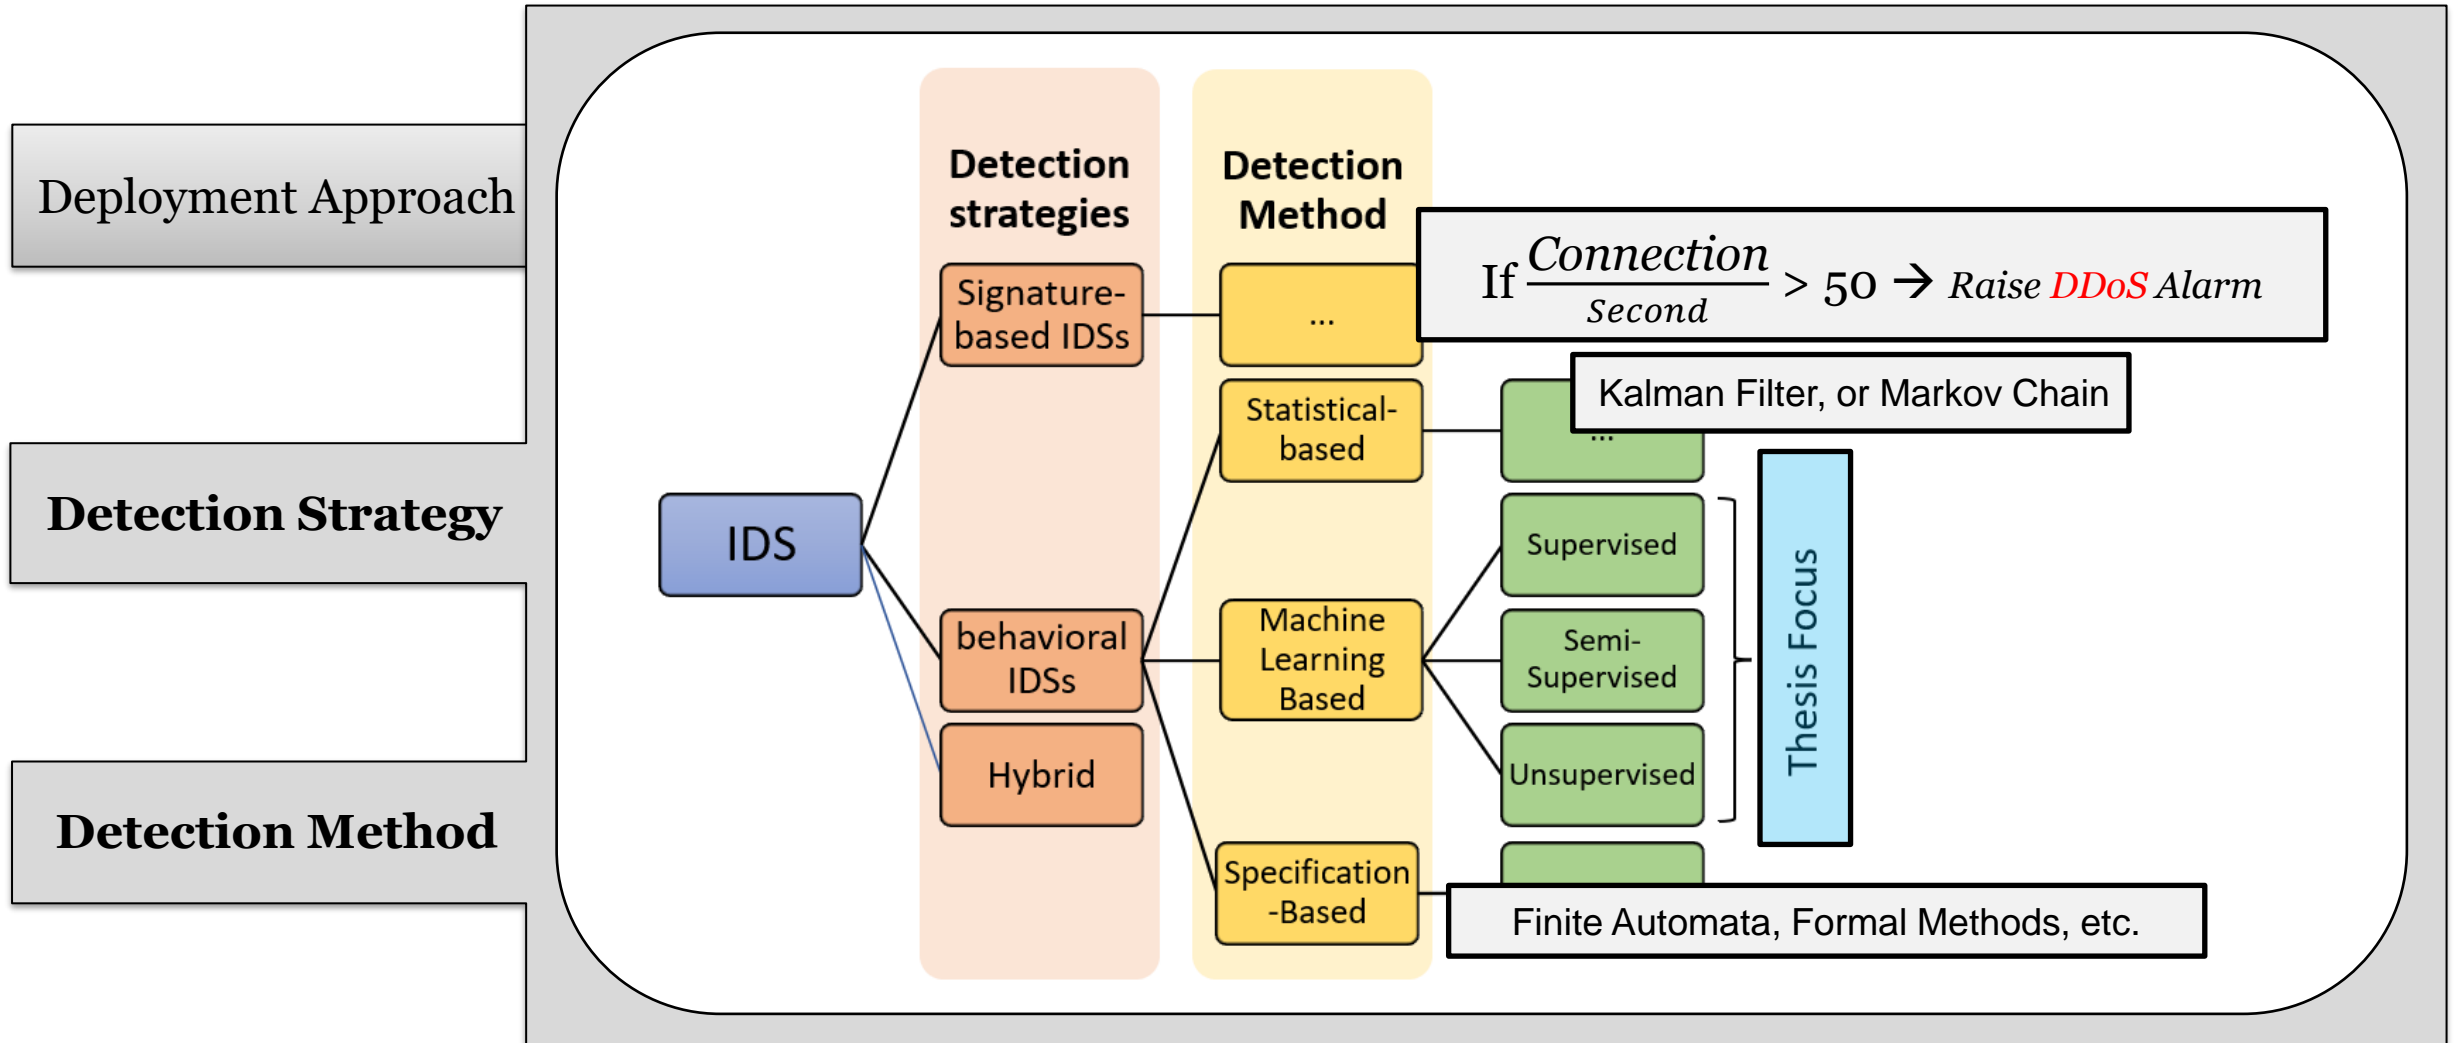 Deployment Approach
Detection Strategy
Detection Method
Detection
strategies
Detection
Method
IDS
Signature-
based IDSs
behavioral
IDSs
Hybrid
...
Statistical-
based
Machine
Learning
Based
Specification
-Based
If Connection/Second > 50 → Raise DDoS Alarm
Kalman Filter, or Markov Chain
...
Supervised
Semi-
Supervised
Unsupervised
Finite Automata, Formal Methods, etc.
Thesis Focus